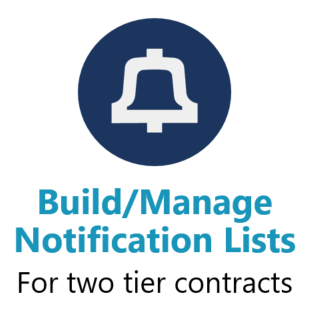 Build/Manage
Notification Lists
For two tier contracts